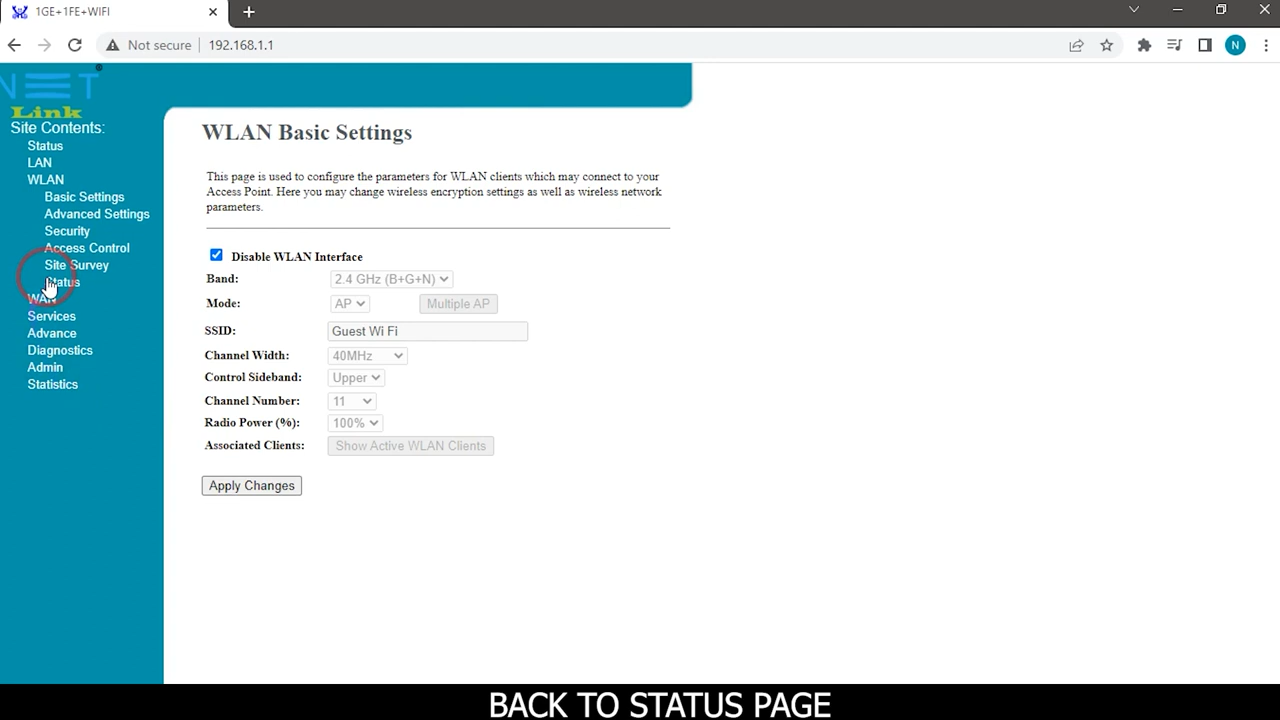 1GE+1FE+WIFI
Not secure
192.168.1.1
N
NET
®
Link
Site Contents:
Status
LAN
WLAN
Basic Settings
Advanced Settings
Security
Access Control
Site Survey
Status
WAN
Services
Advance
Diagnostics
Admin
Statistics
WLAN Basic Settings
This page is used to configure the parameters for WLAN clients which may connect to your
Access Point. Here you may change wireless encryption settings as well as wireless network
parameters.
Disable WLAN Interface
Band: 2.4 GHz (B+G+N)
Mode: AP Multiple AP
SSID: Guest Wi Fi
Channel Width: 40MHz
Control Sideband: Upper
Channel Number: 11
Radio Power (%): 100%
Associated Clients: Show Active WLAN Clients
Apply Changes
BACK TO STATUS PAGE